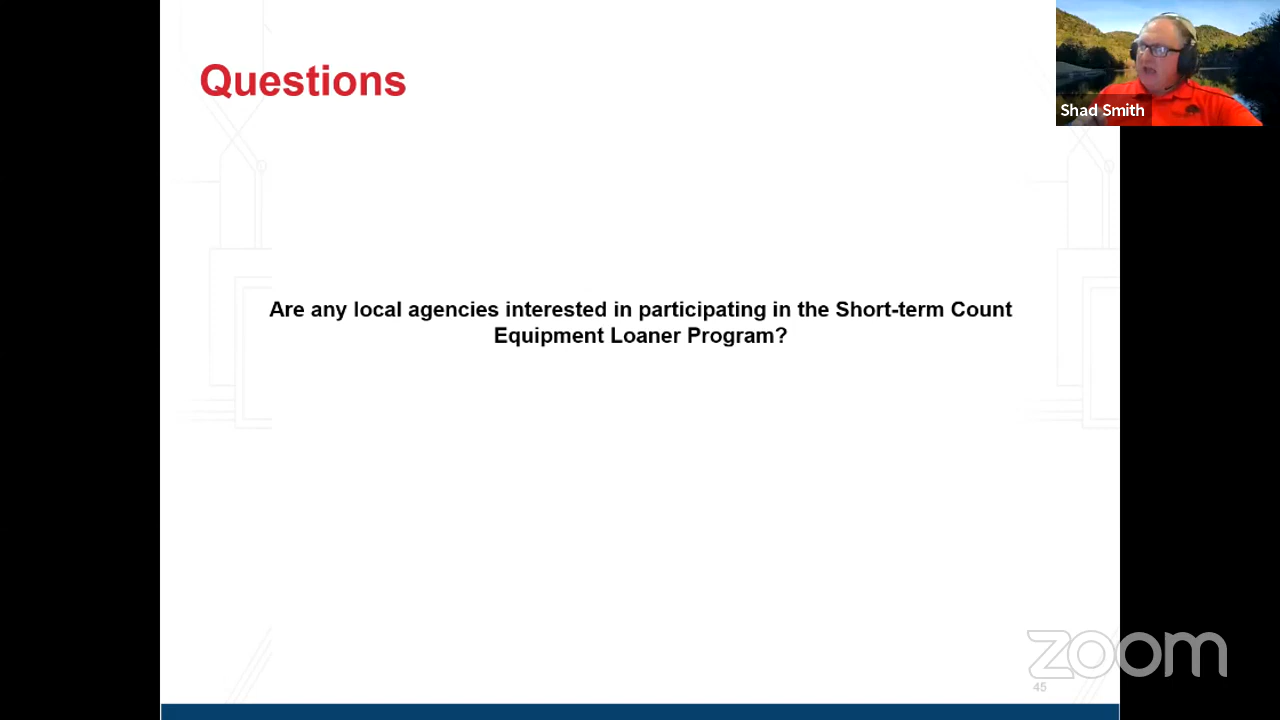 Questions
Shad Smith
Are any local agencies interested in participating in the Short-term Count
Equipment Loaner Program?
zoom
45